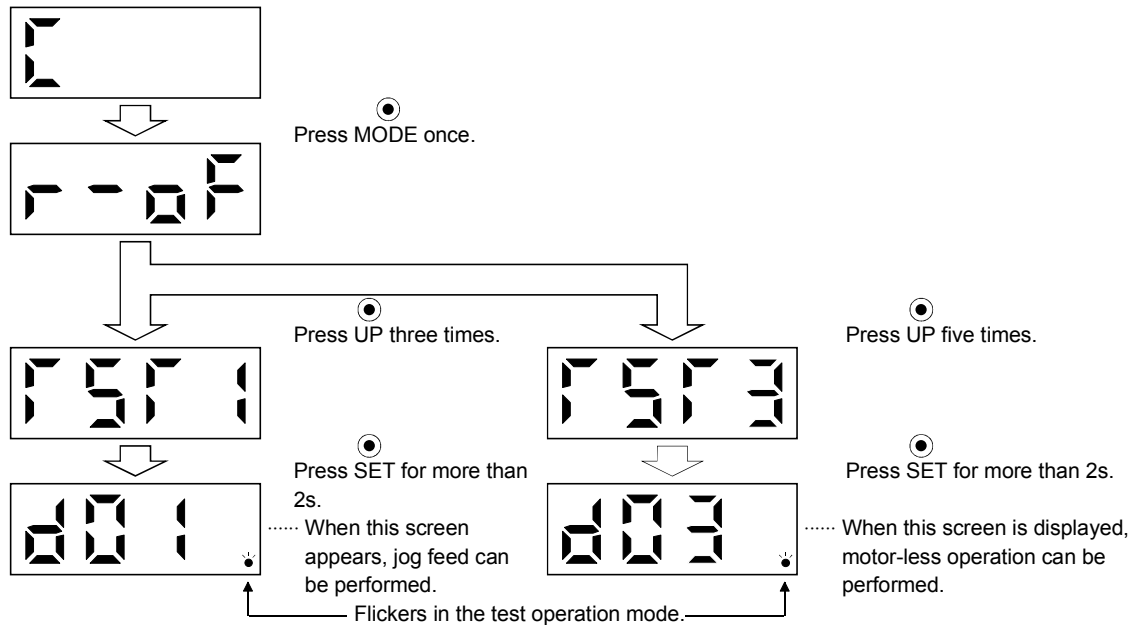 C
Press MODE once.
r-oF
Press UP three times.
Press UP five times.
TST1
TST3
Press SET for more than
2s.
Press SET for more than 2s.
d01
······ When this screen
appears, jog feed can
be performed.
d03
······ When this screen is displayed,
motor-less operation can be
performed.
Flickers in the test operation mode.